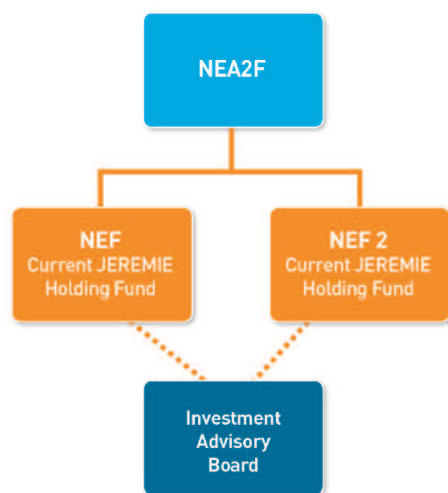 NEA2F
NEF
Current JEREMIE
Holding Fund
NEF 2
Current JEREMIE
Holding Fund
Investment
Advisory
Board